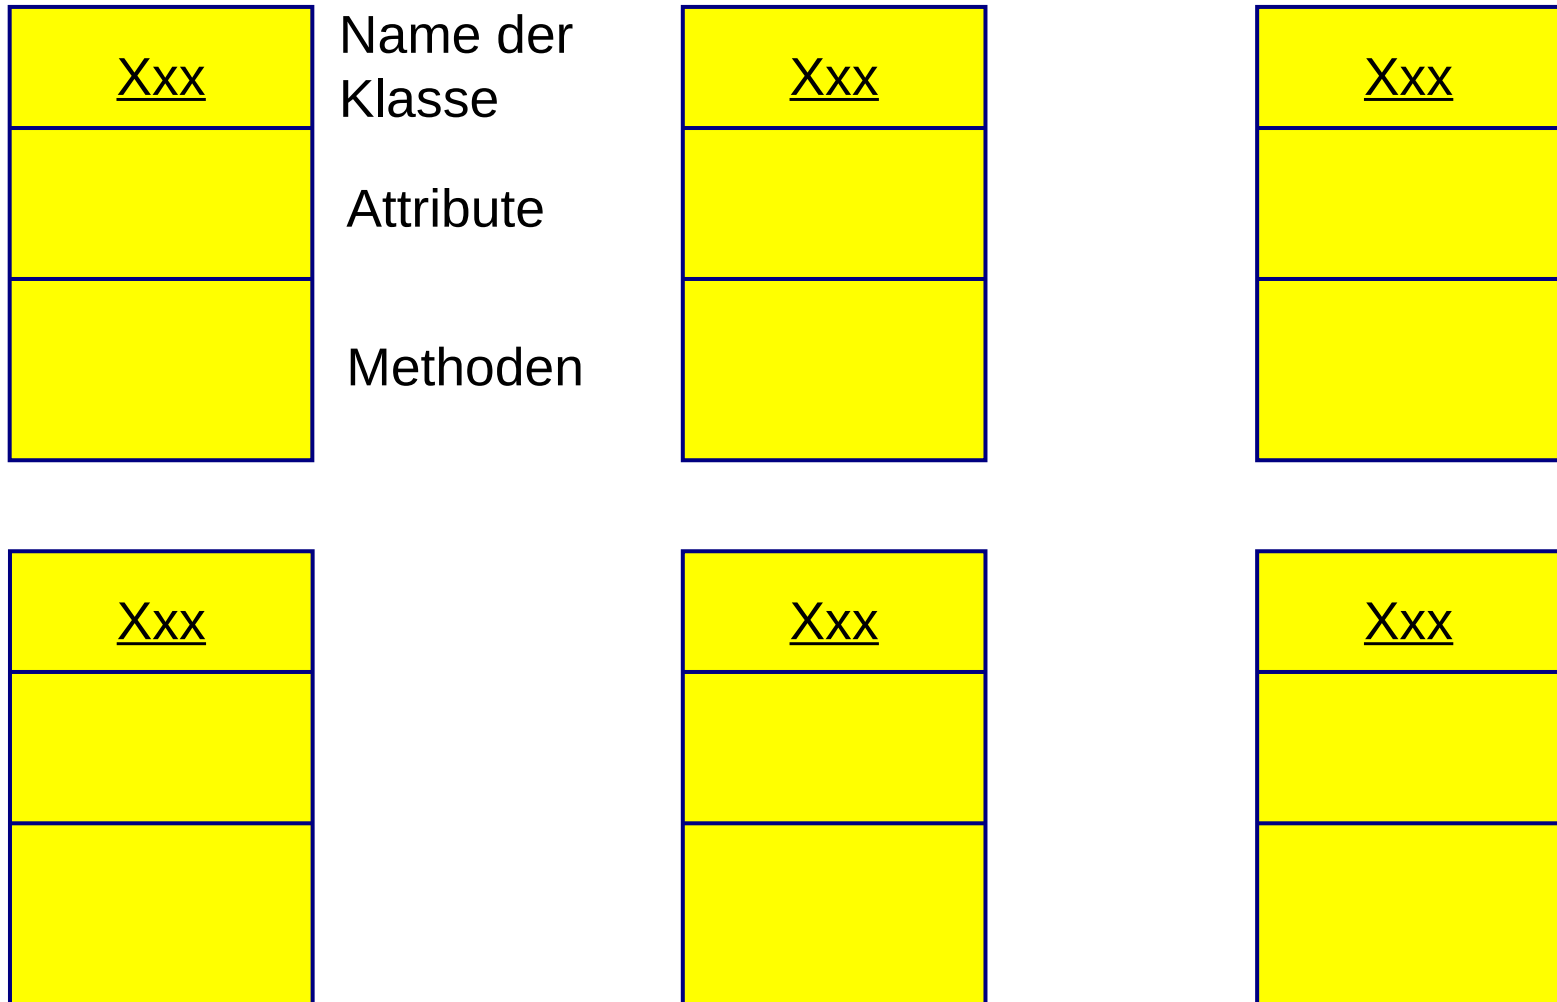 Xxx
Name der
Klasse
Xxx
Xxx
Attribute
Methoden
Xxx
Xxx
Xxx